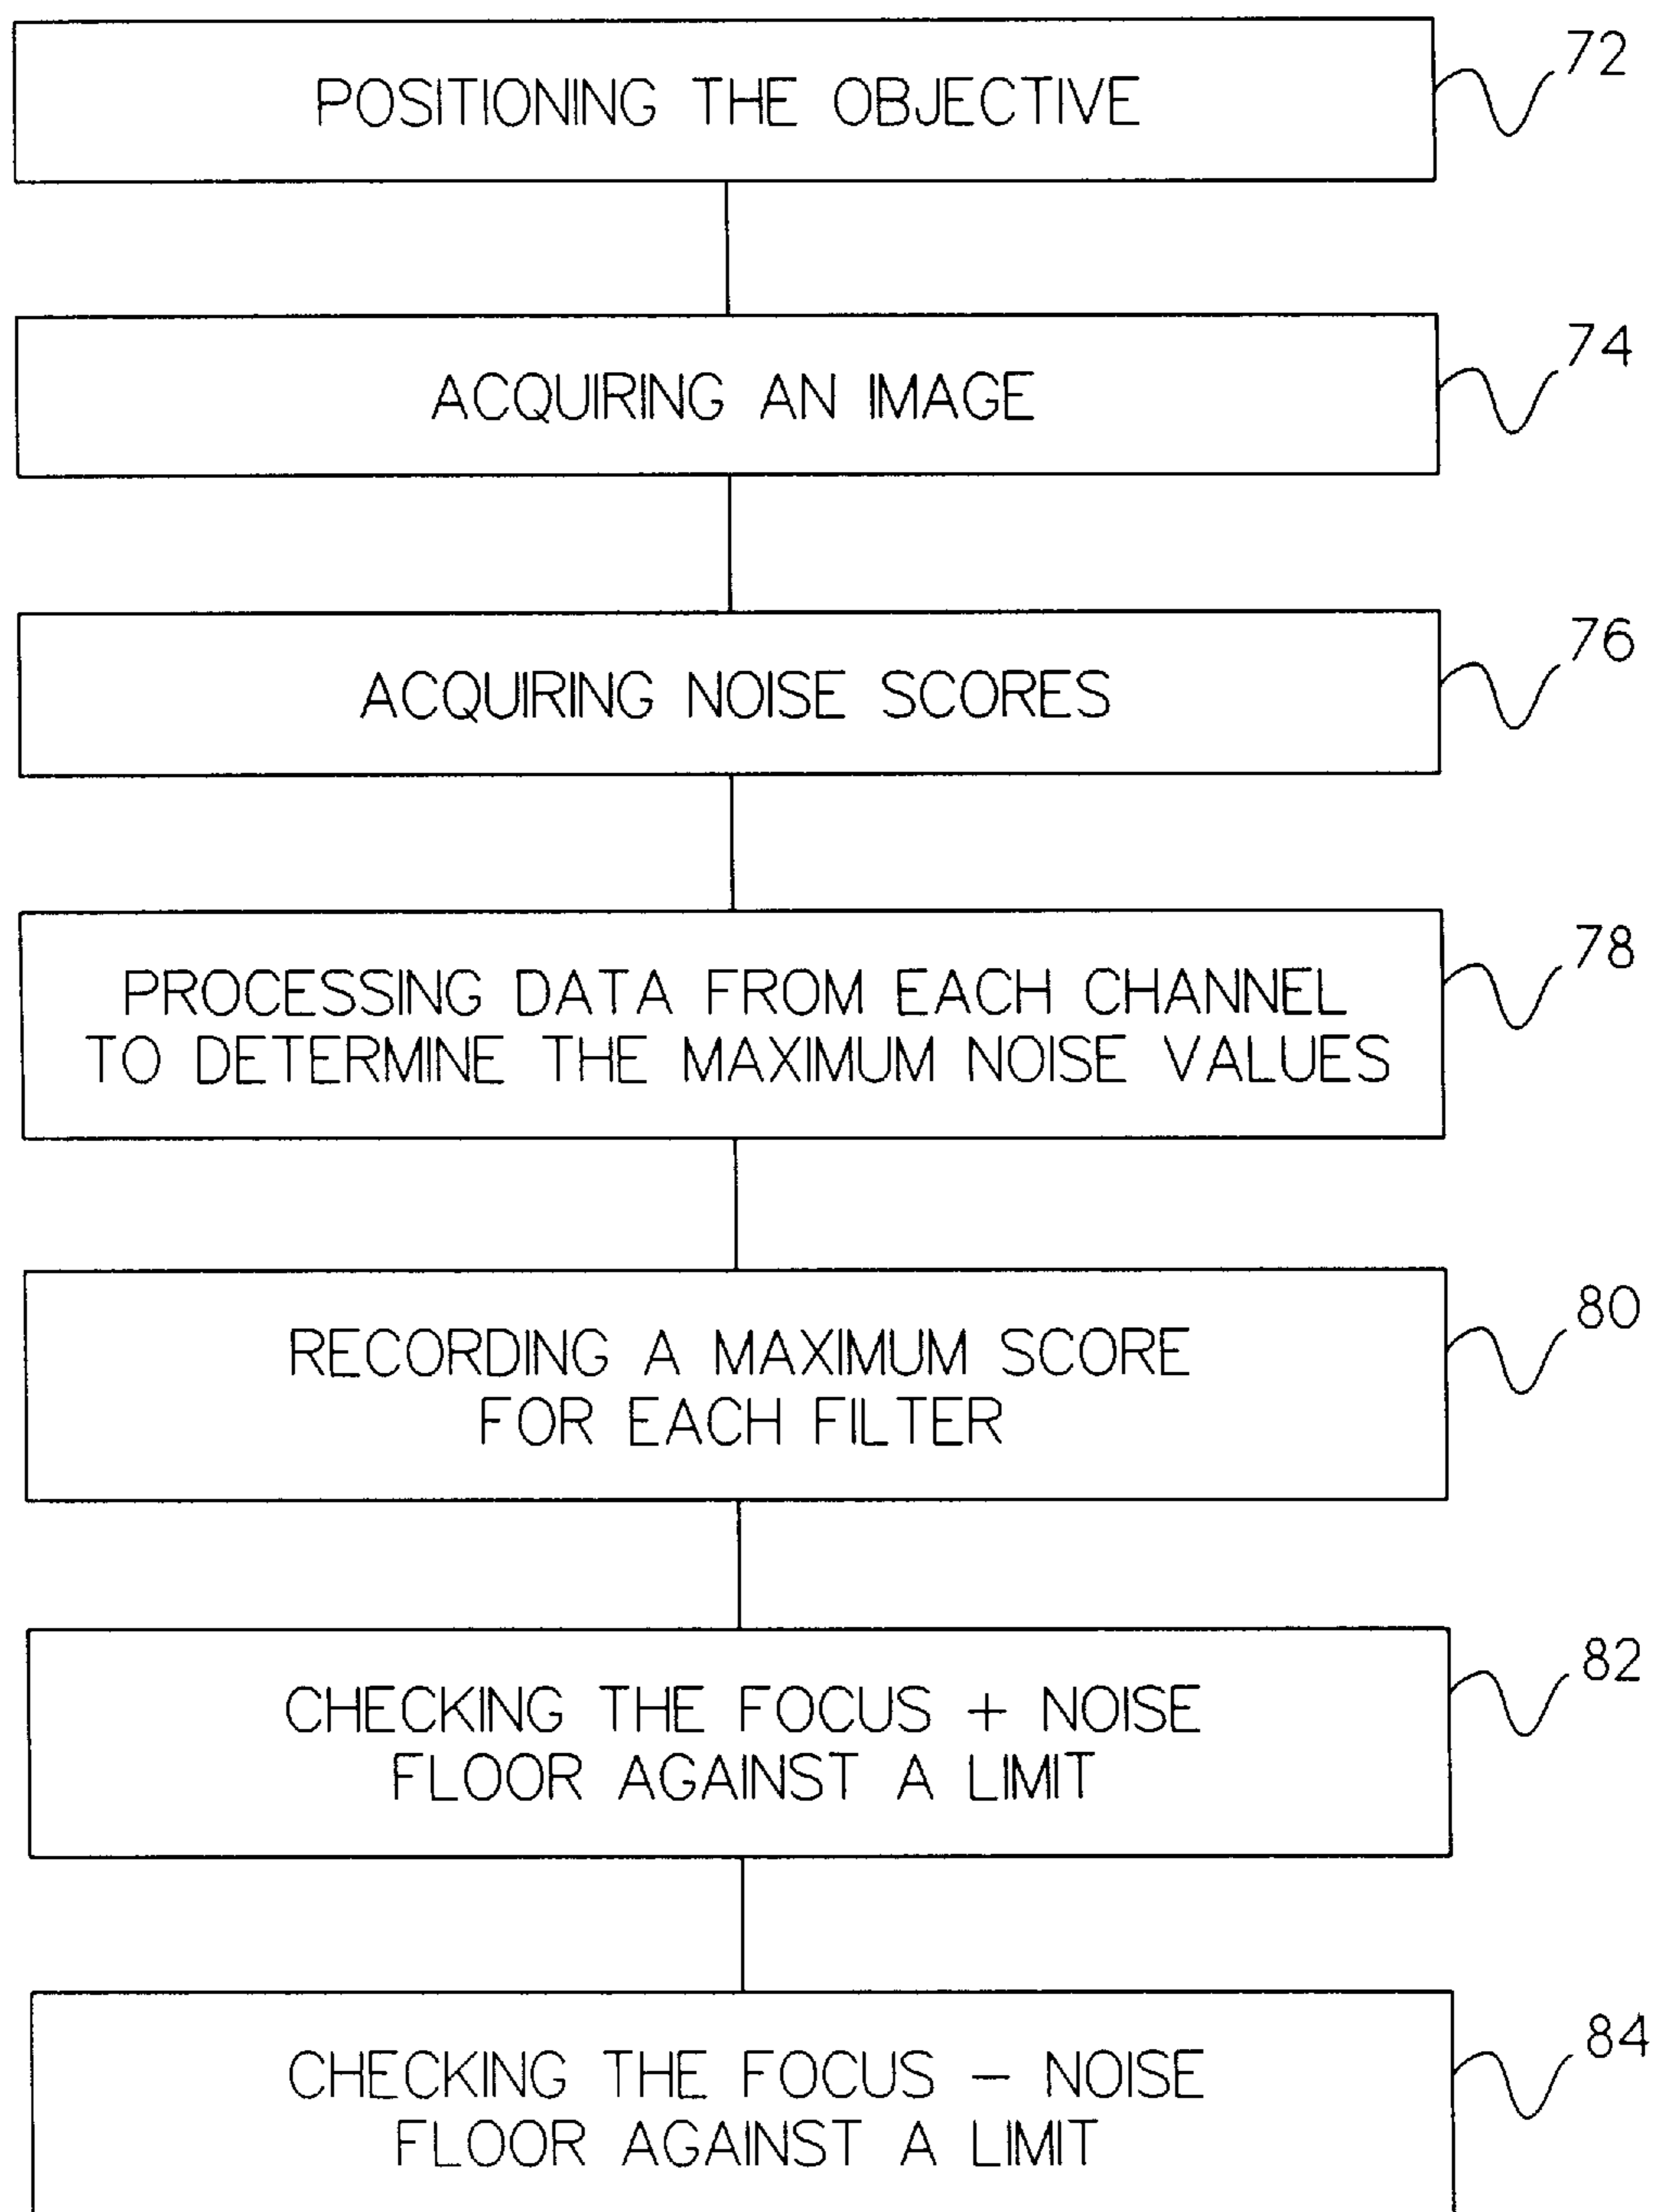 POSITIONING THE OBJECTIVE
72
ACQUIRING AN IMAGE
74
ACQUIRING NOISE SCORES
76
PROCESSING DATA FROM EACH CHANNEL
TO DETERMINE THE MAXIMUM NOISE VALUES
78
RECORDING A MAXIMUM SCORE
FOR EACH FILTER
80
CHECKING THE FOCUS + NOISE
FLOOR AGAINST A LIMIT
82
CHECKING THE FOCUS – NOISE
FLOOR AGAINST A LIMIT
84